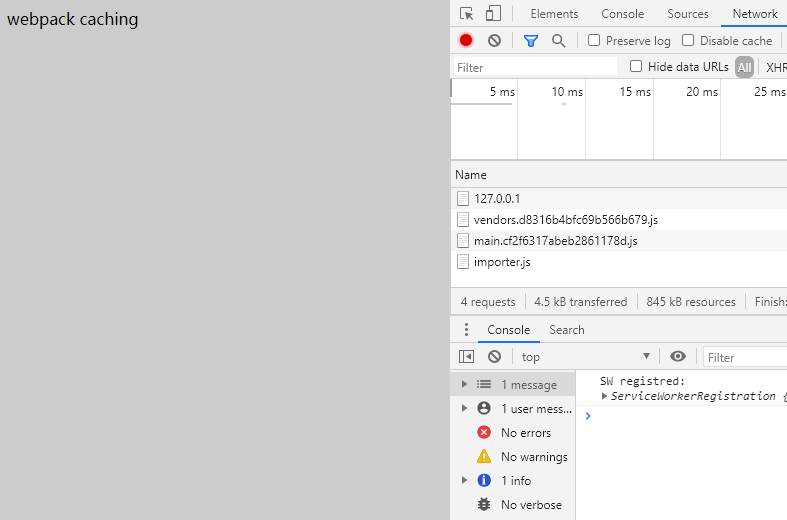 webpack caching
Elements Console Sources Network
Preserve log Disable cache
Filter Hide data URLs All XHR
5 ms 10 ms 15 ms 20 ms 25 ms
Name
127.0.0.1
vendors.d8316b4bfc69b566b679.js
main.cf2f6317abeb2861178d.js
importer.js
4 requests 4.5 kB transferred 845 kB resources Finish:
Console Search
top Filter
1 message
1 user mess...
No errors
No warnings
1 info
No verbose
SW registred:
ServiceWorkerRegistration {